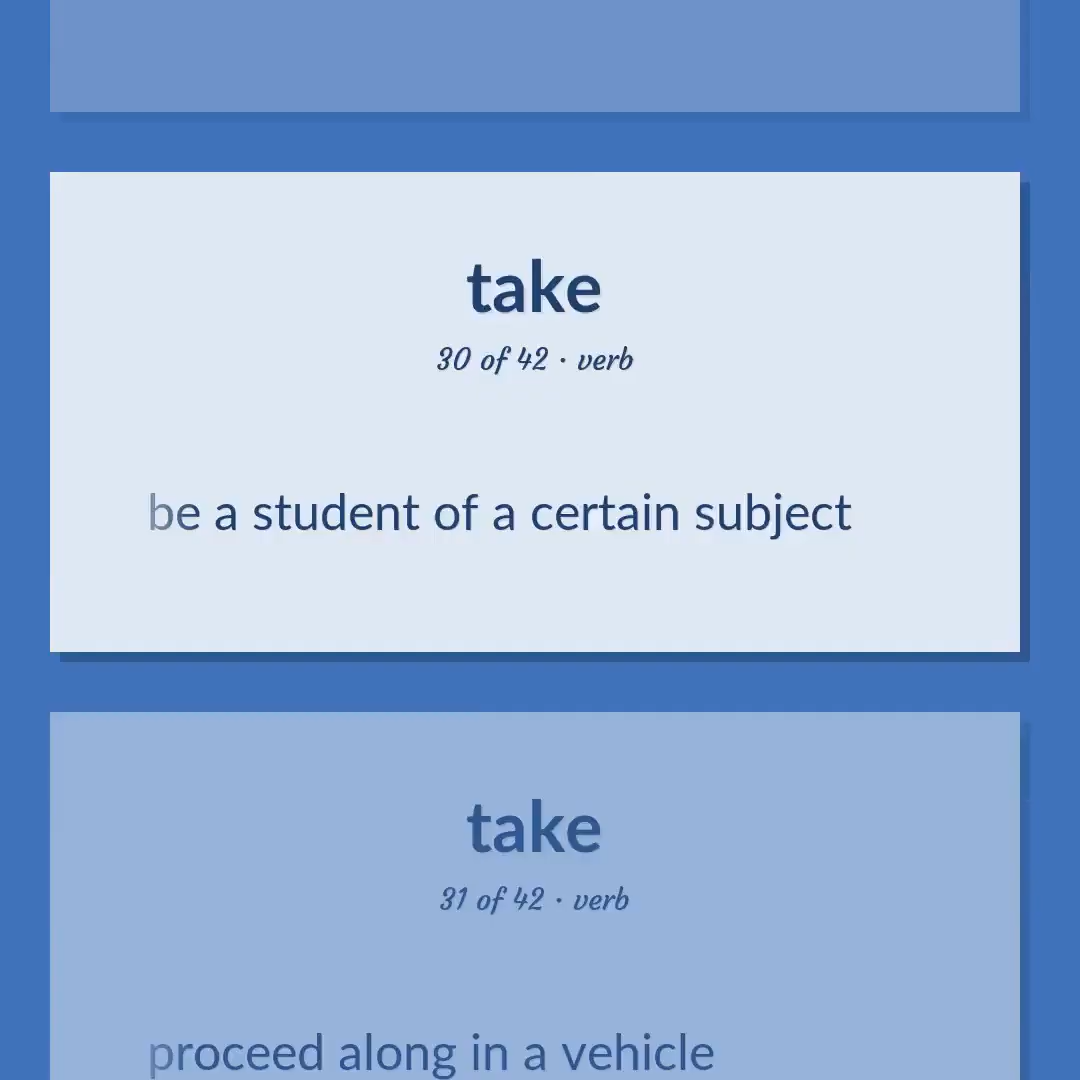 take
30 of 42 · verb
be a student of a certain subject
take
31 of 42 · verb
proceed along in a vehicle